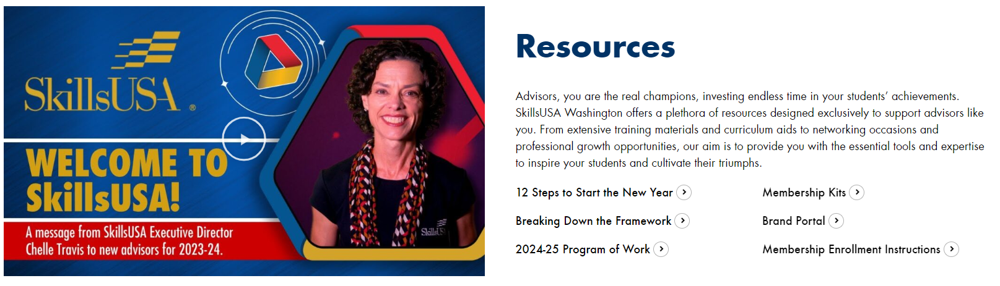 SkillsUSA®
WELCOME TO
SkillsUSA!
A message from SkillsUSA Executive Director
Chelle Travis to new advisors for 2023-24.
SkillsUSA
Resources
Advisors, you are the real champions, investing endless time in your students’ achievements.
SkillsUSA Washington offers a plethora of resources designed exclusively to support advisors like
you. From extensive training materials and curriculum aids to networking occasions and
professional growth opportunities, our aim is to provide you with the essential tools and expertise
to inspire your students and cultivate their triumphs.
12 Steps to Start the New Year
Membership Kits
Breaking Down the Framework
Brand Portal
2024-25 Program of Work
Membership Enrollment Instructions